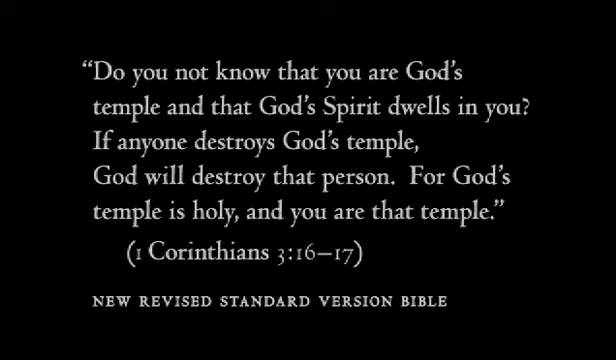 “Do you not know that you are God’s
temple and that God’s Spirit dwells in you?
If anyone destroys God’s temple,
God will destroy that person. For God’s
temple is holy, and you are that temple.”
(1 Corinthians 3:16–17)
NEW REVISED STANDARD VERSION BIBLE